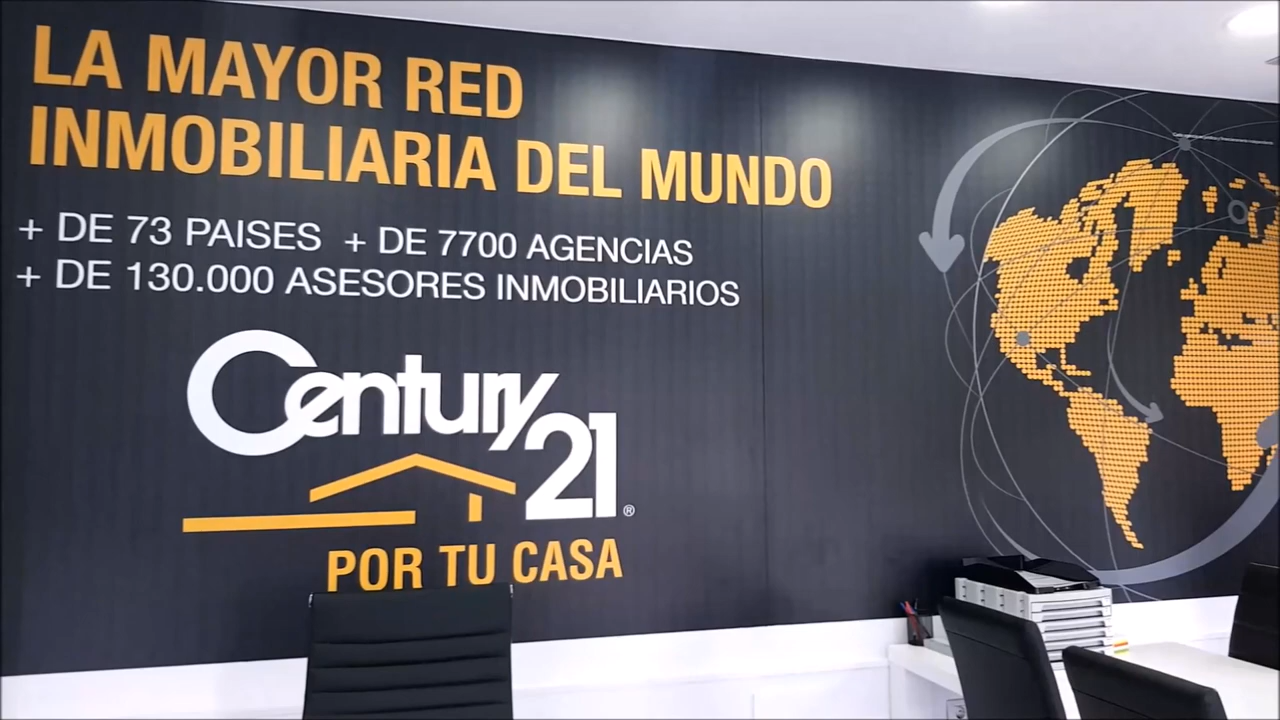 LA MAYOR RED
INMOBILIARIA DEL MUNDO
+ DE 73 PAISES + DE 7700 AGENCIAS
+ DE 130.000 ASESORES INMOBILIARIOS
Century
21®
POR TU CASA